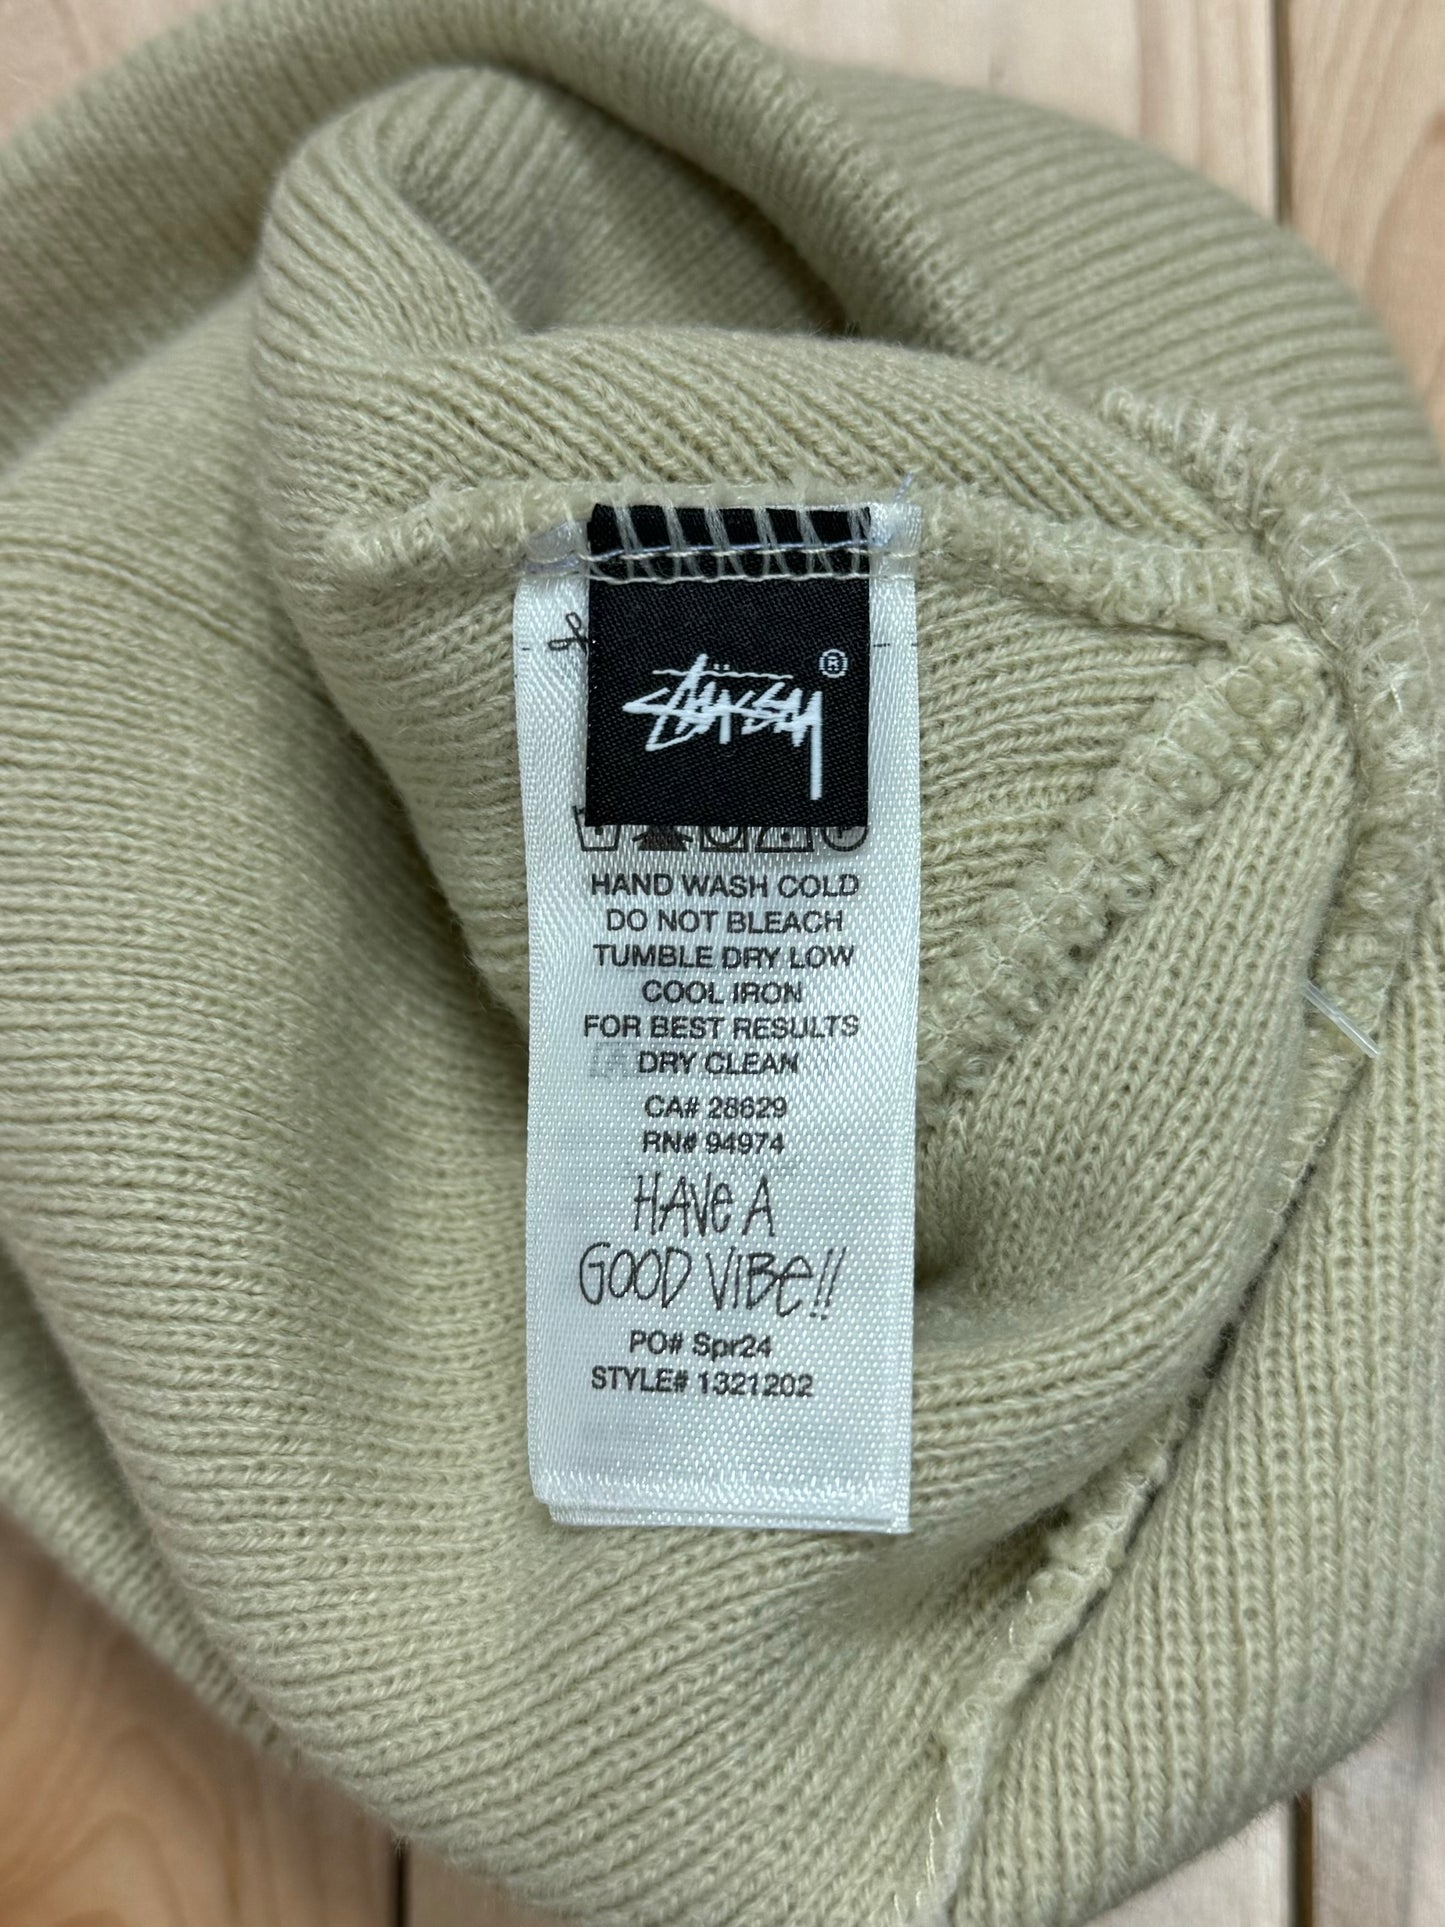 STÜSSY ®
HAND WASH COLD
DO NOT BLEACH
TUMBLE DRY LOW
COOL IRON
FOR BEST RESULTS
DRY CLEAN
CA# 28629
RN# 94974
HAVE A
GOOD VIBE!!
PO# Spr24
STYLE# 1321202